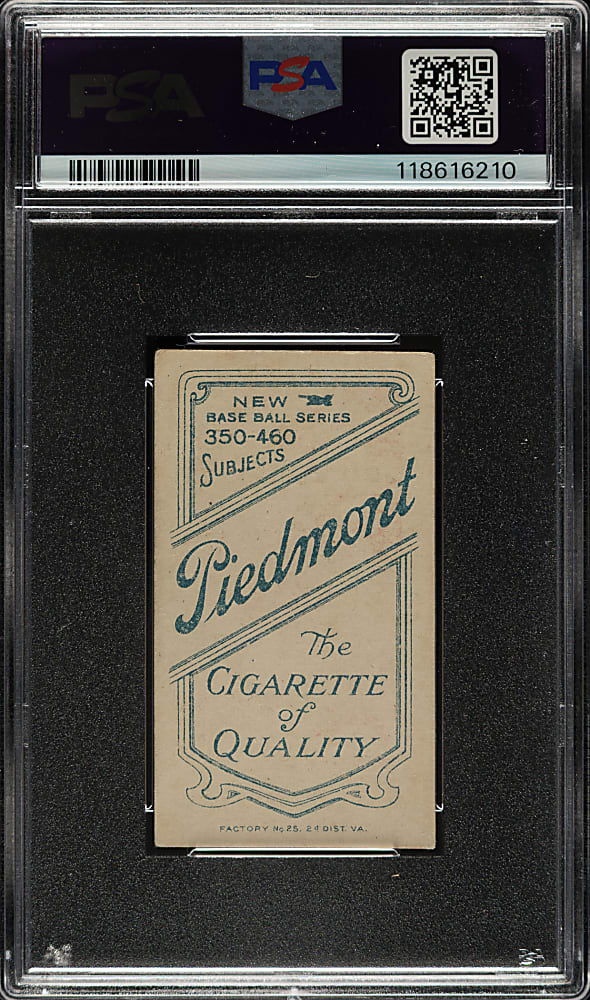 PSA
PSA
118616210
NEW
BASE BALL SERIES
350-460
SUBJECTS
Piedmont
The
CIGARETTE
of
QUALITY
FACTORY No 25. 2d DIST. VA.